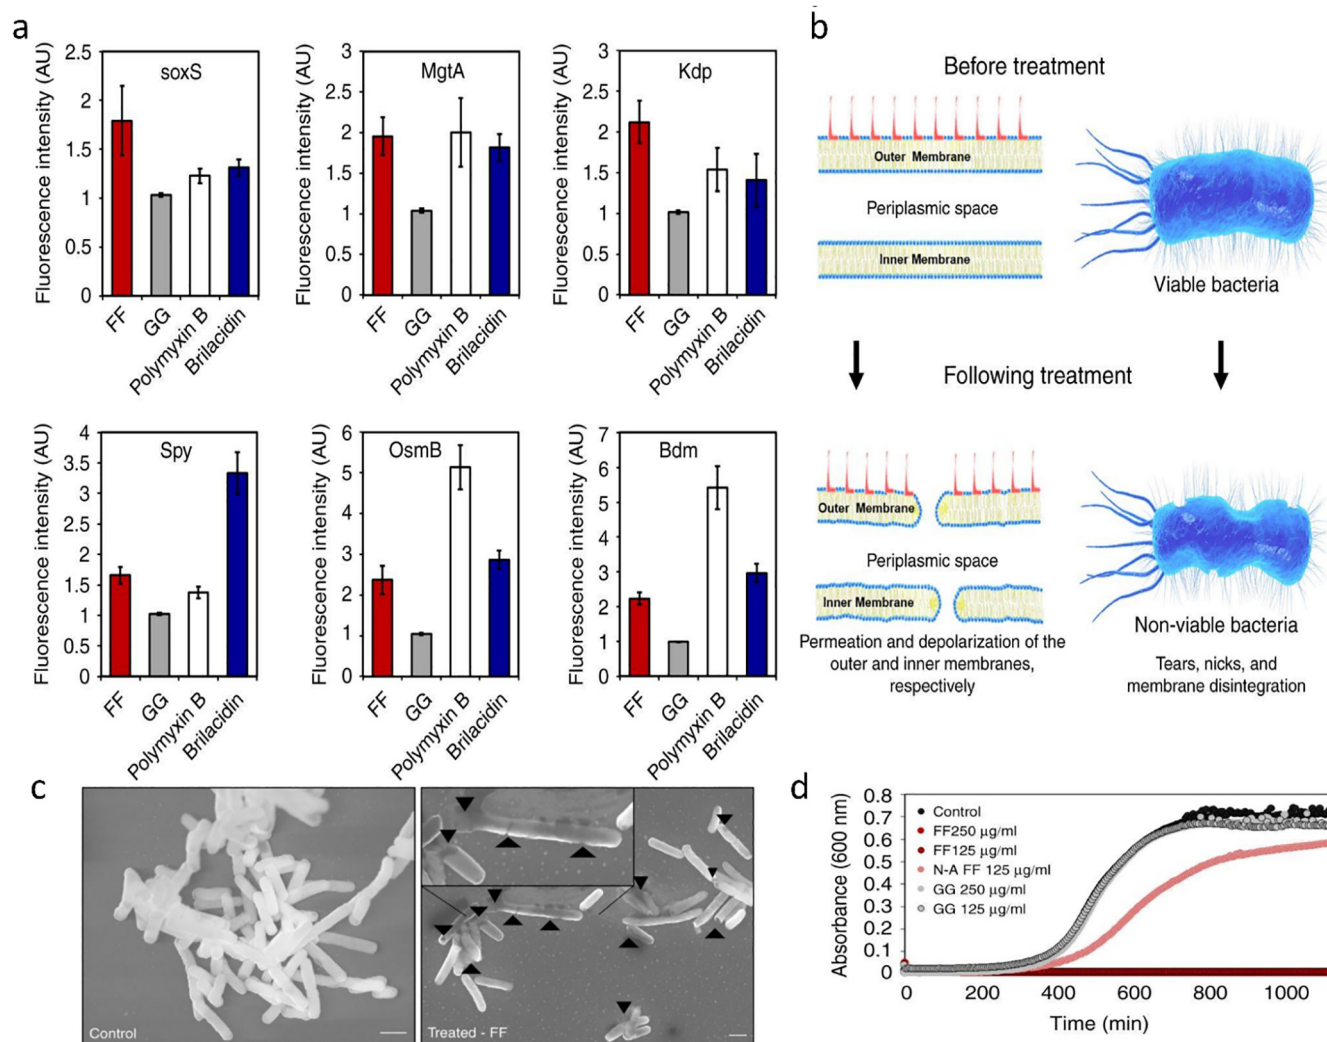 a
Fluorescence intensity (AU)
2.5
2
1.5
1
0.5
0
soxS
FF
GG
Polymyxin B
Brilacidin
Fluorescence intensity (AU)
3
2.5
2
1.5
1
0.5
0
MgtA
FF
GG
Polymyxin B
Brilacidin
Fluorescence intensity (AU)
3
2.5
2
1.5
1
0.5
0
Kdp
FF
GG
Polymyxin B
Brilacidin
Fluorescence intensity (AU)
4
3.5
3
2.5
2
1.5
1
0.5
0
Spy
FF
GG
Polymyxin B
Brilacidin
Fluorescence intensity (AU)
6
5
4
3
2
1
0
OsmB
FF
GG
Polymyxin B
Brilacidin
Fluorescence intensity (AU)
7
6
5
4
3
2
1
0
Bdm
FF
GG
Polymyxin B
Brilacidin
b
Before treatment
Outer Membrane
Periplasmic space
Inner Membrane
Viable bacteria
Following treatment
Outer Membrane
Periplasmic space
Inner Membrane
Permeation and depolarization of the
outer and inner membranes,
respectively
Non-viable bacteria
Tears, nicks, and
membrane disintegration
c
Control
Treated - FF
d
Absorbance (600 nm)
0.8
0.7
0.6
0.5
0.4
0.3
0.2
0.1
0
Control
FF250 µg/ml
FF125 µg/ml
N-A FF 125 µg/ml
GG 250 µg/ml
GG 125 µg/ml
0
200
400
600
800
1000
Time (min)